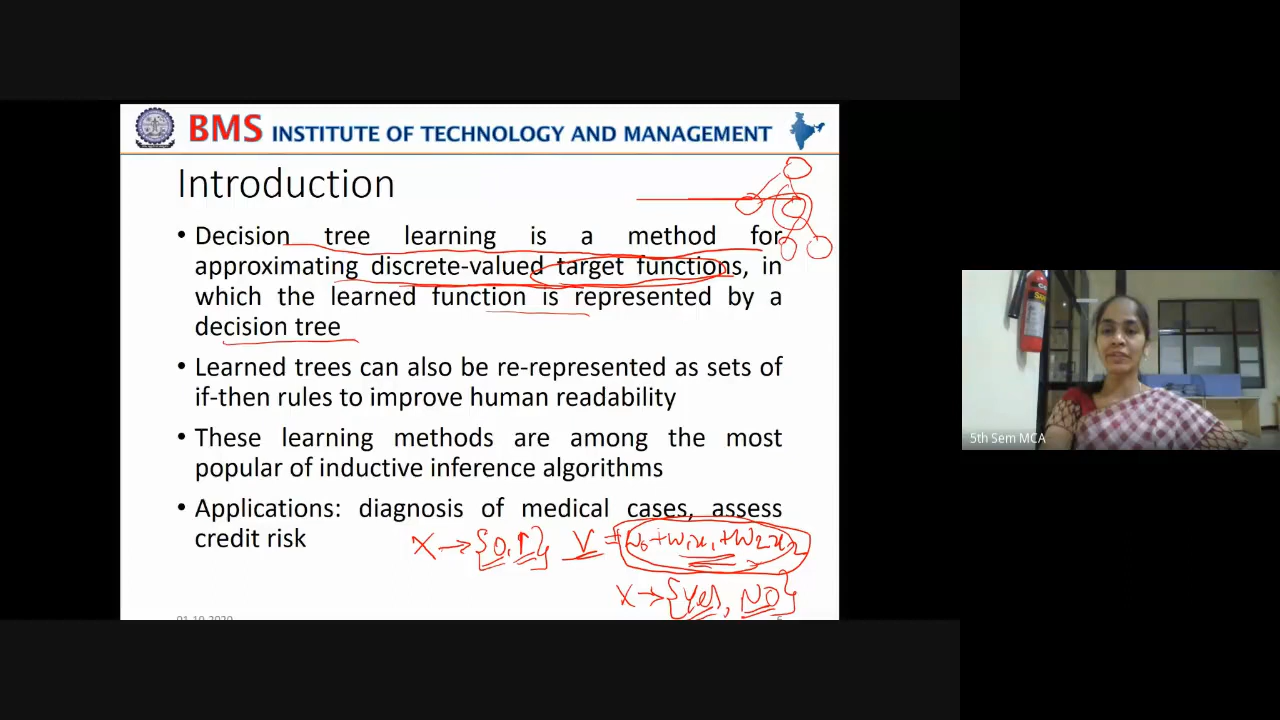 BMS INSTITUTE OF TECHNOLOGY AND MANAGEMENT
Introduction
• Decision tree learning is a method for
approximating discrete-valued target functions, in
which the learned function is represented by a
decision tree
• Learned trees can also be re-represented as sets of
if-then rules to improve human readability
• These learning methods are among the most
popular of inductive inference algorithms
• Applications: diagnosis of medical cases, assess
credit risk
X → {0, 1} V = w₀ + w₁x₁ + w₂x₂
X → {Yes, NO}
5th Sem MCA